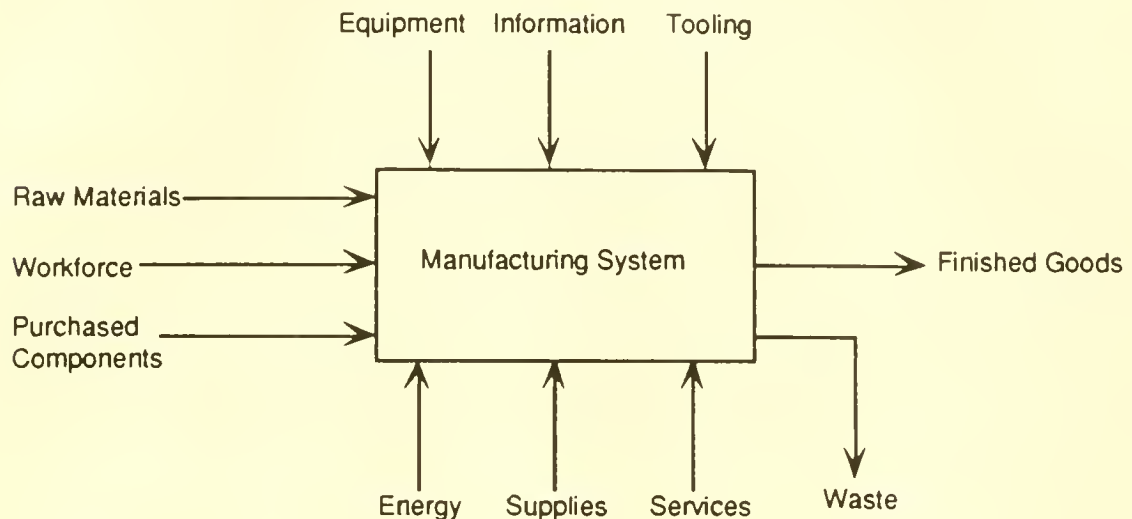 Equipment Information Tooling
Raw Materials
Manufacturing System
Finished Goods
Workforce
Purchased
Components
Energy Supplies Services
Waste